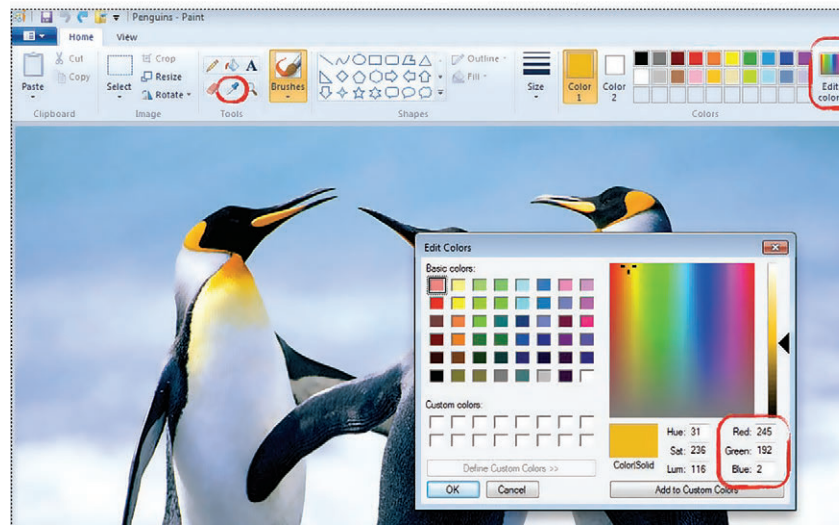 Penguins - Paint
Home View
Cut
Copy
Paste
Clipboard
Crop
Resize
Rotate
Select
Image
A
Tools
Brushes
Shapes
Outline
Fill
Size
Color 1
Color 2
Colors
Edit
color
Edit Colors
Basic colors:
Custom colors:
Define Custom Colors >>
OK Cancel
Color|Solid
Hue: 31 Red: 245
Sat: 236 Green: 192
Lum: 116 Blue: 2
Add to Custom Colors